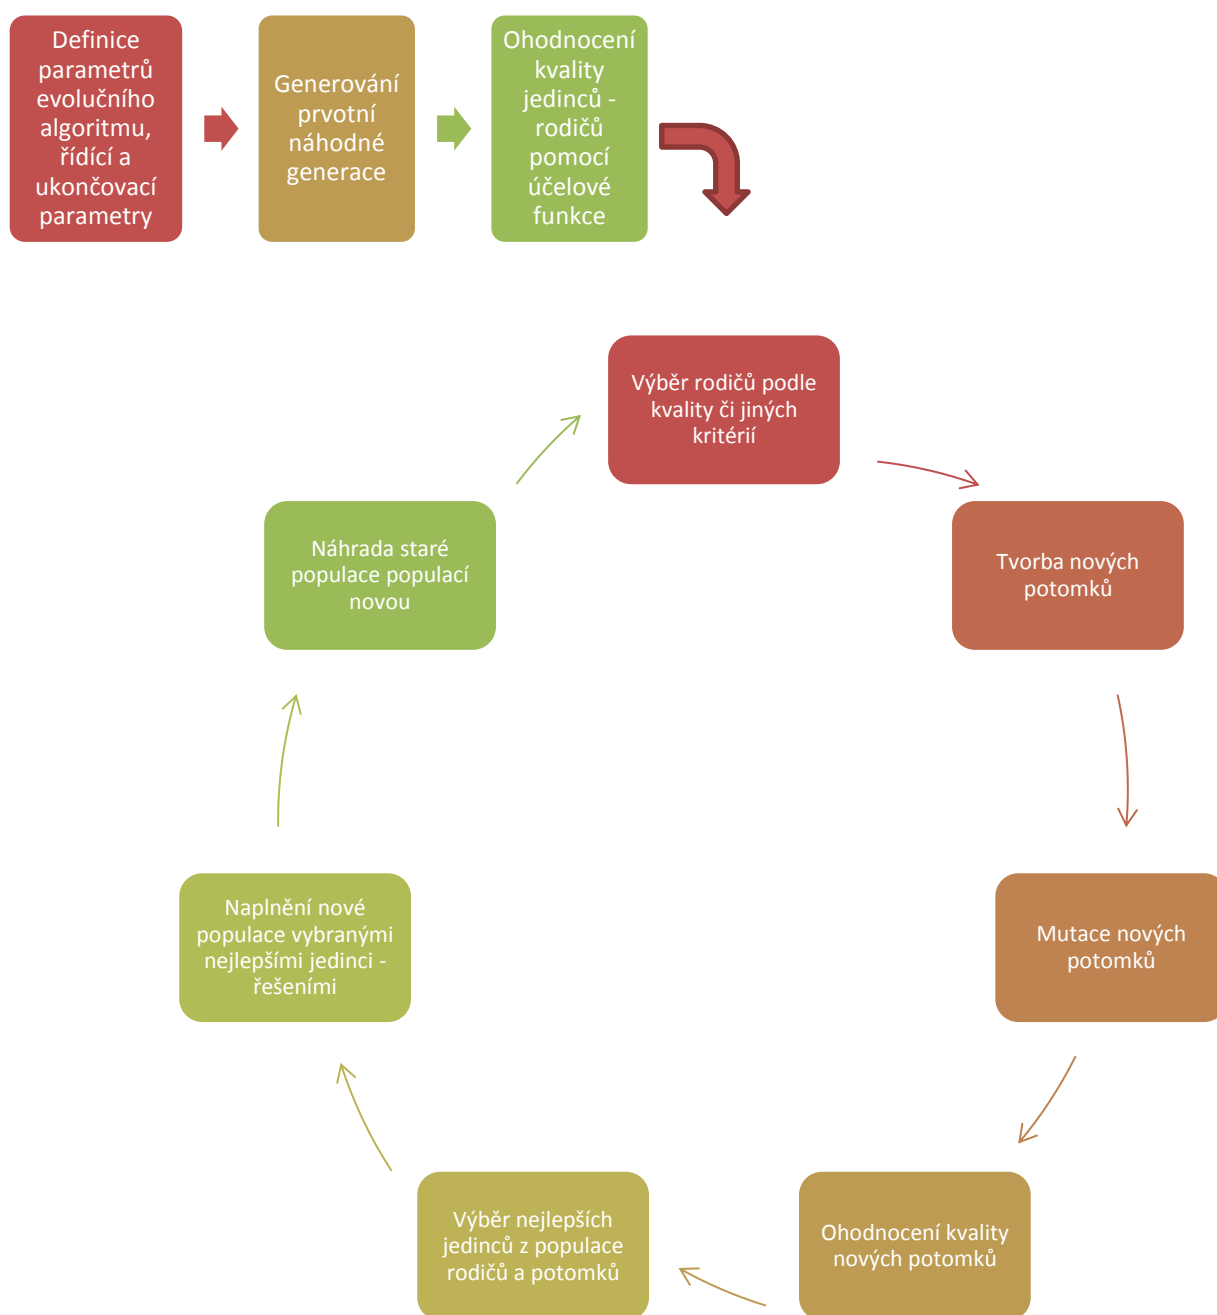 Definice
parametrů
evolučního
algoritmu,
řídící a
ukončovací
parametry
Generování
prvotní
náhodné
generace
Ohodnocení
kvality
jedinců -
rodičů
pomocí
účelové
funkce
Výběr rodičů podle
kvality či jiných
kritérií
Tvorba nových
potomků
Mutace nových
potomků
Ohodnocení kvality
nových potomků
Výběr nejlepších
jedinců z populace
rodičů a potomků
Naplnění nové
populace vybranými
nejlepšími jedinci -
řešeními
Náhrada staré
populace populací
novou